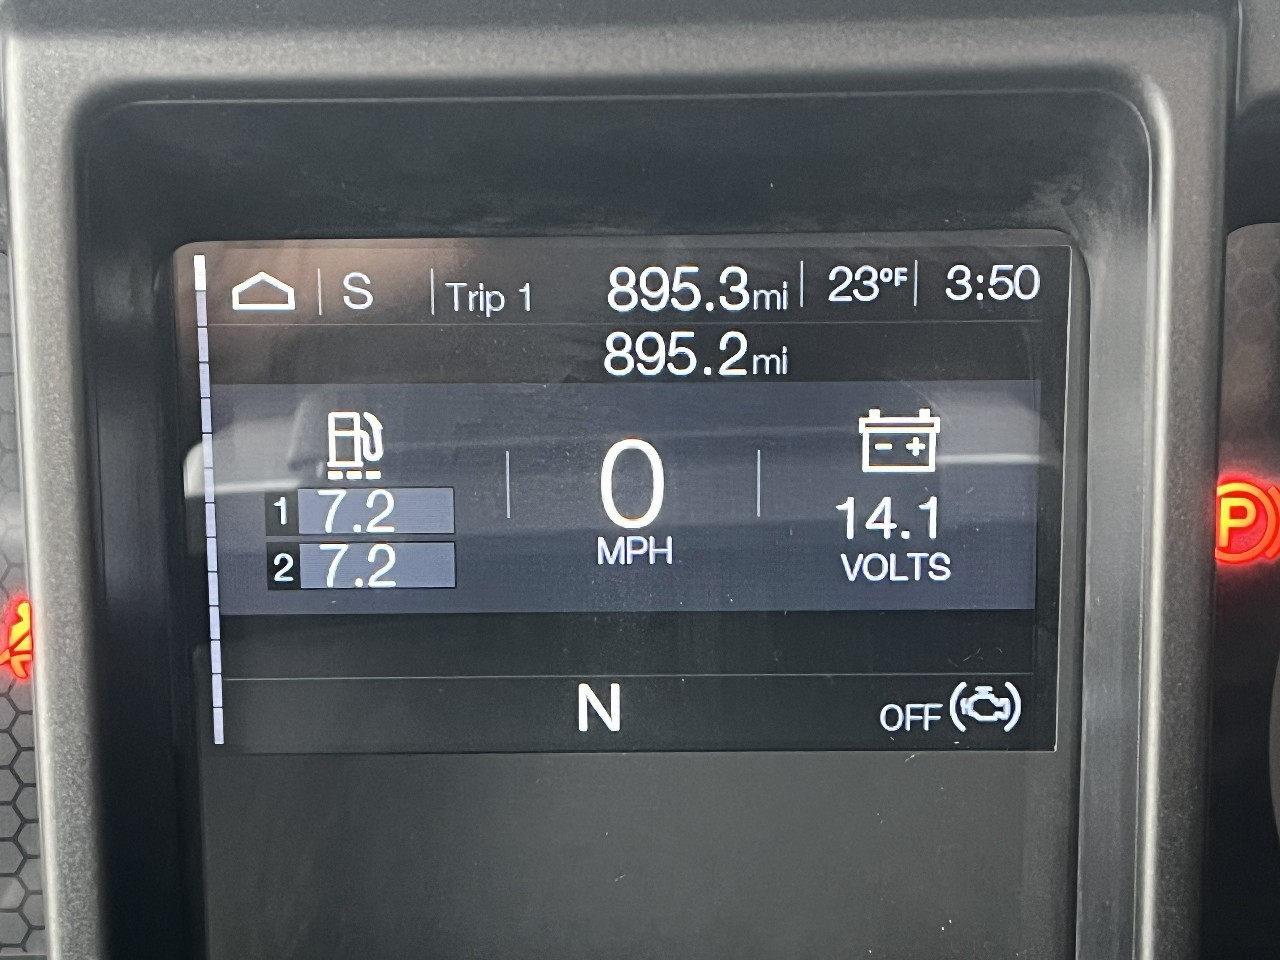 S Trip 1 895.3mi 23°F 3:50
895.2mi
1 7.2
2 7.2
0
MPH
- +
14.1
VOLTS
N
OFF
P